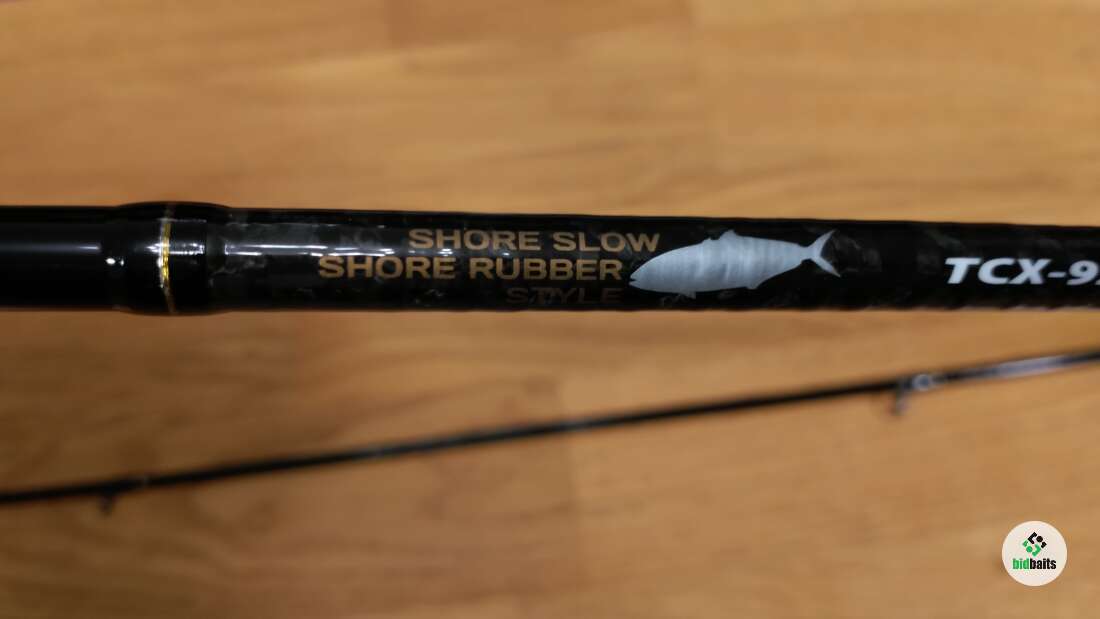 SHORE SLOW
SHORE RUBBER
STYLE
TCX-9
bidbaits